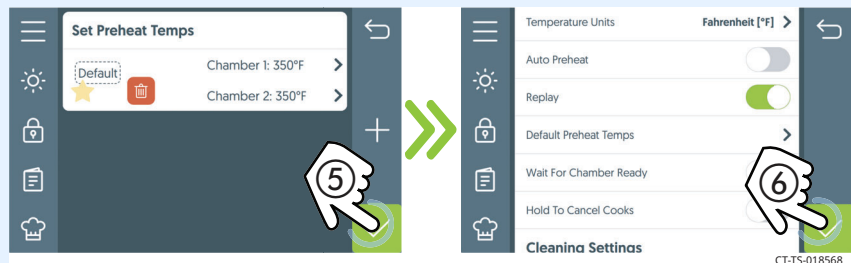 Set Preheat Temps
Default
Chamber 1: 350°F
Chamber 2: 350°F
5
Temperature Units Fahrenheit [°F]
Auto Preheat
Replay
Default Preheat Temps
Wait For Chamber Ready
Hold To Cancel Cooks
Cleaning Settings
6
CT-TS-018568